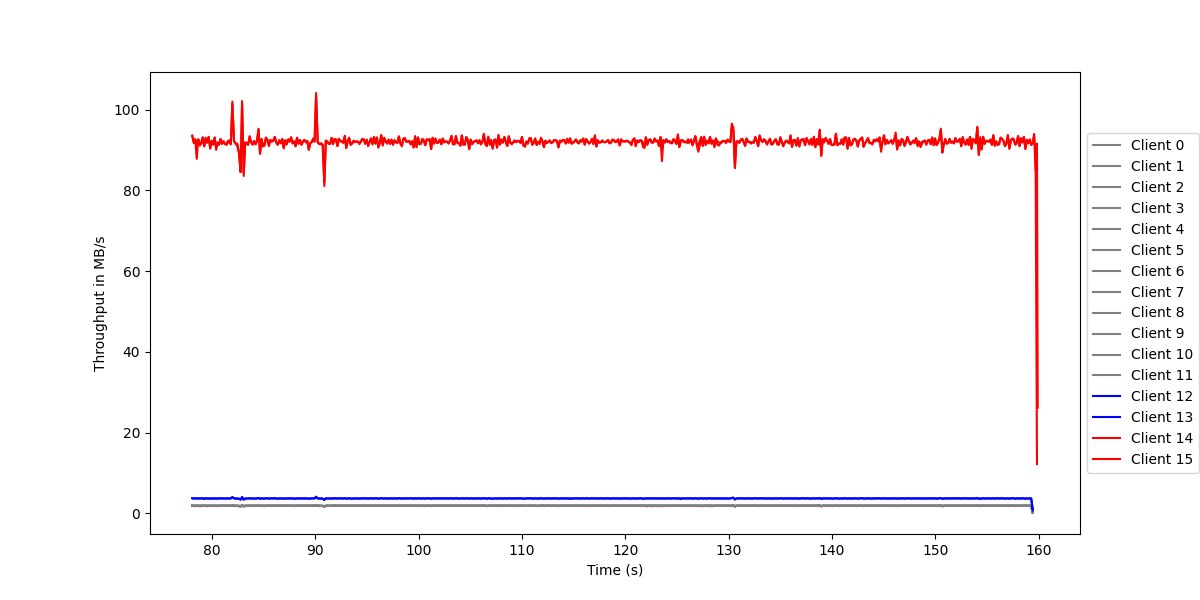 Throughput in MB/s
100
80
60
40
20
0
80 90 100 110 120 130 140 150 160
Time (s)
Client 0
Client 1
Client 2
Client 3
Client 4
Client 5
Client 6
Client 7
Client 8
Client 9
Client 10
Client 11
Client 12
Client 13
Client 14
Client 15